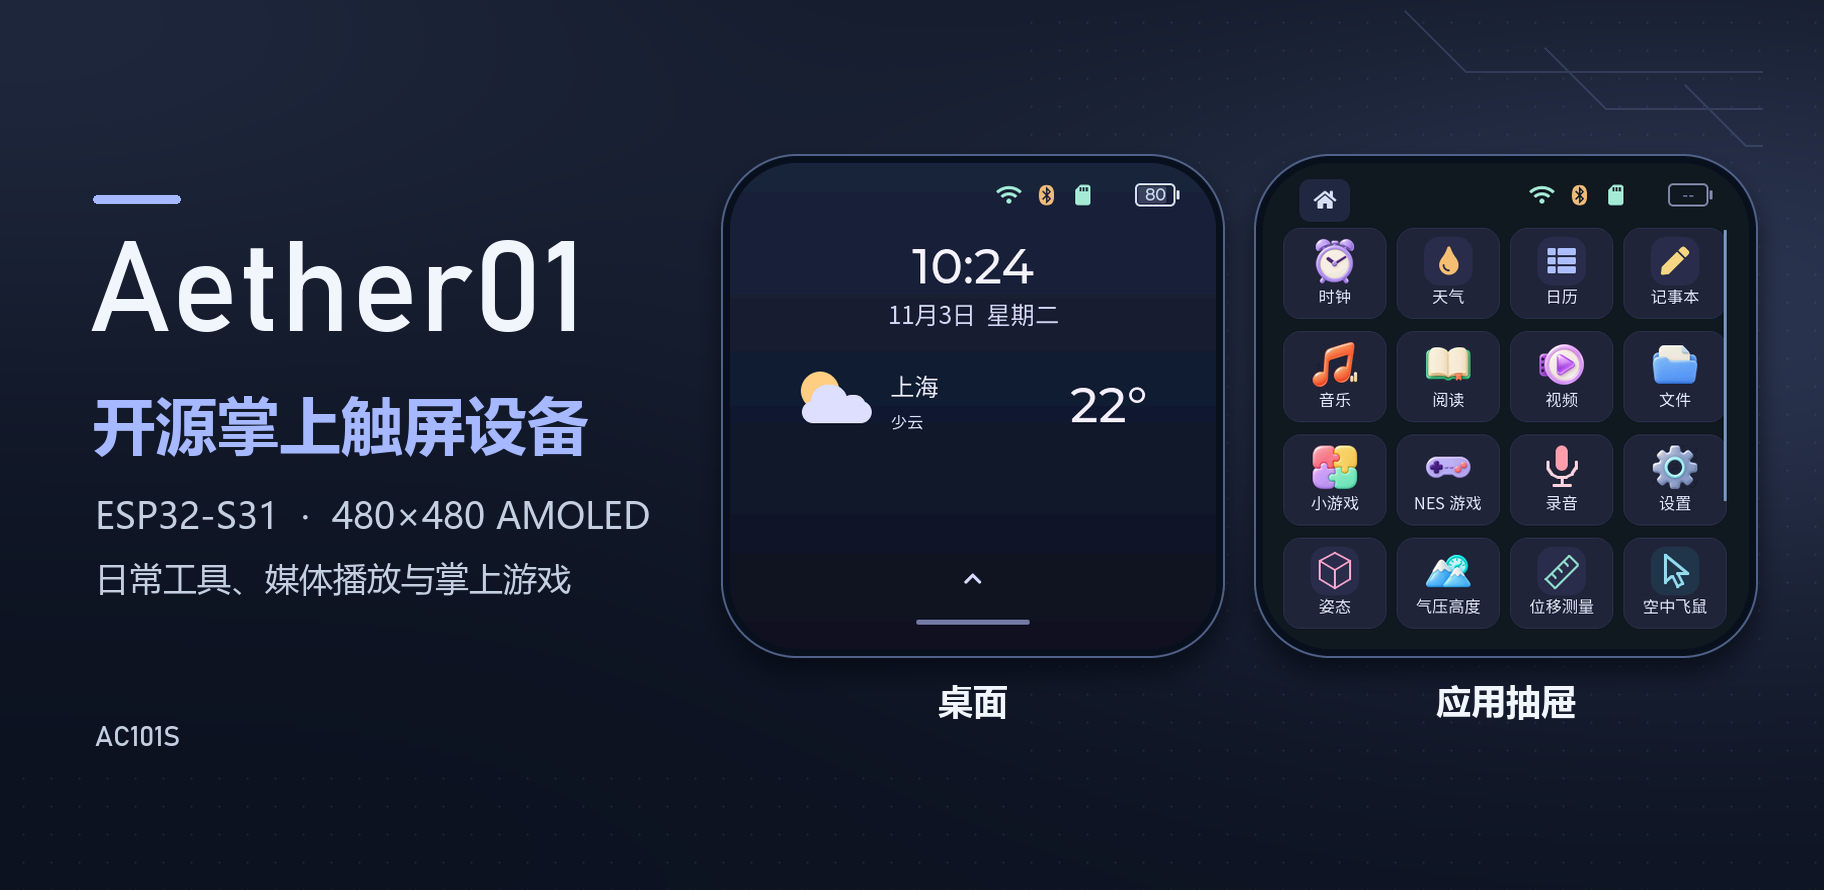 Aether01
开源掌上触屏设备
ESP32-S31 · 480×480 AMOLED
日常工具、媒体播放与掌上游戏
AC101S
80
10:24
11月3日 星期二
上海
少云
22°
桌面
--
时钟 天气 日历 记事本
音乐 阅读 视频 文件
小游戏 NES 游戏 录音 设置
姿态 气压高度 位移测量 空中飞鼠
应用抽屉